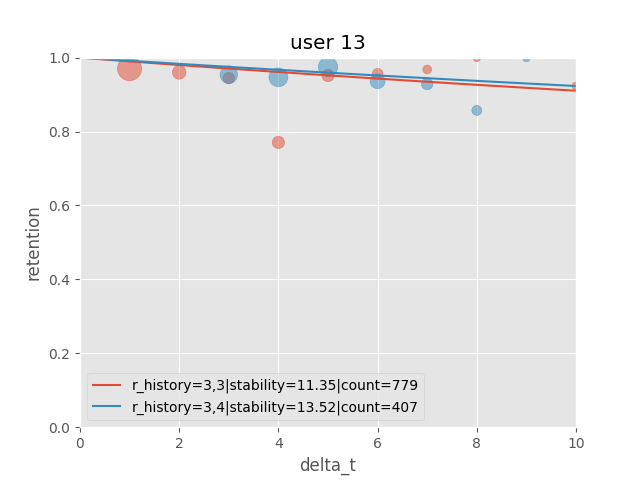 user 13
retention
1.0
0.8
0.6
0.4
0.2
0.0
r_history=3,3|stability=11.35|count=779
r_history=3,4|stability=13.52|count=407
0 2 4 6 8 10
delta_t